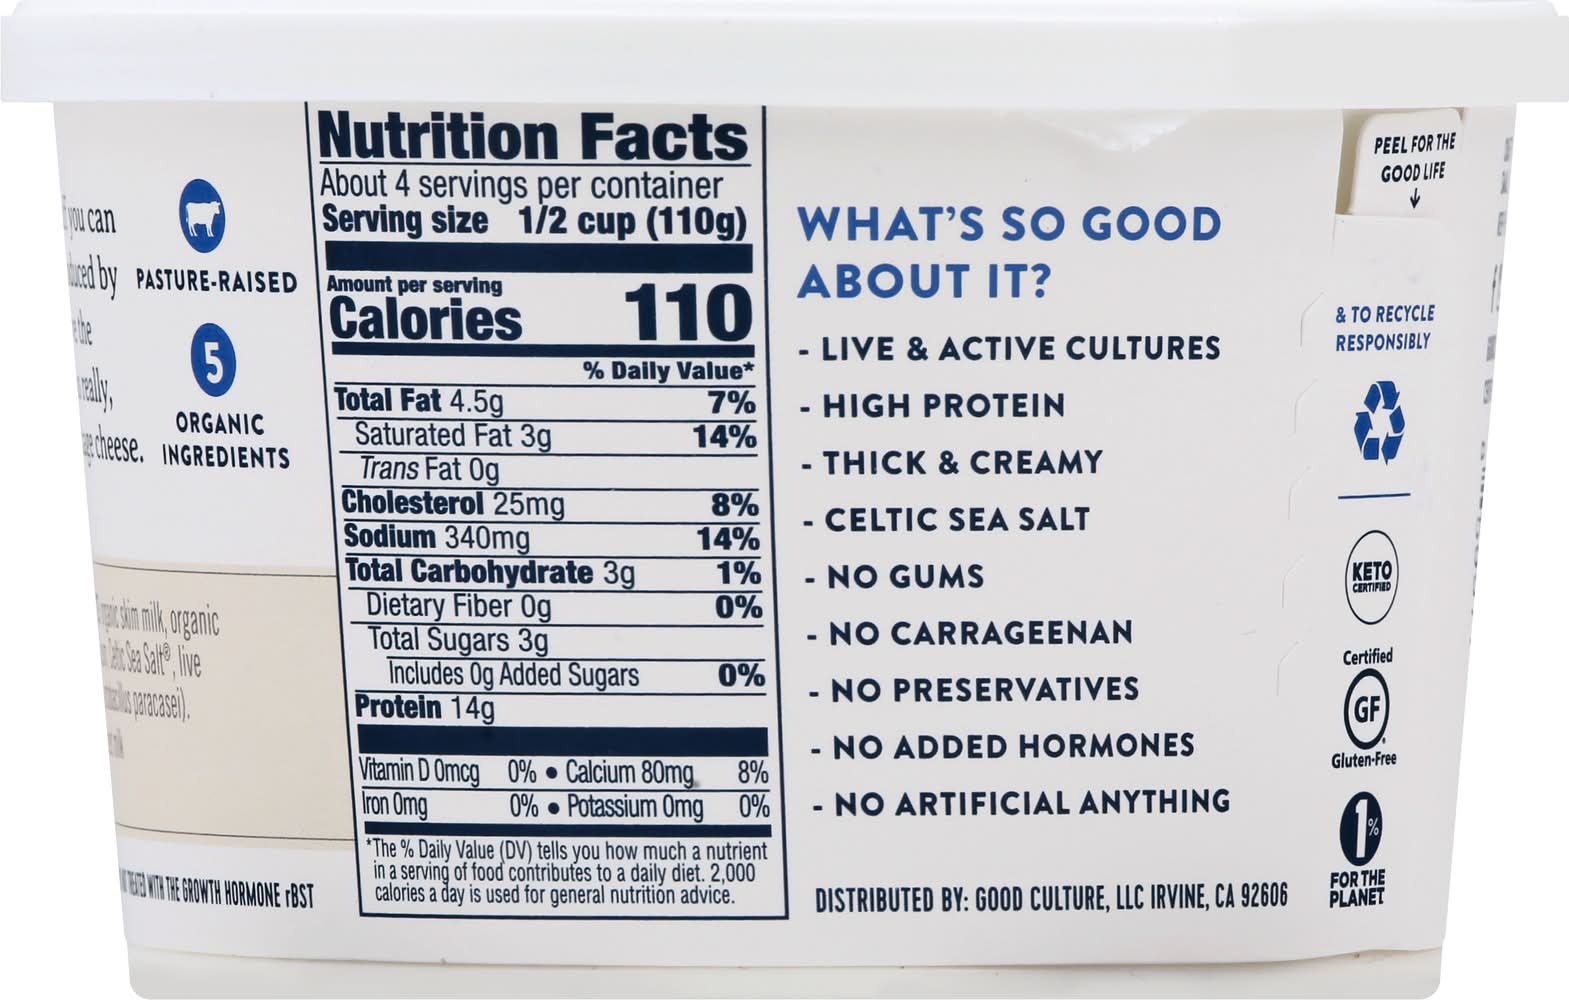 you can
by
the
really,
cheese.
PASTURE-RAISED
5
ORGANIC
INGREDIENTS
skim milk, organic
Sea Salt®, live
paracasei).
milk
WITH THE GROWTH HORMONE rBST
Nutrition Facts
About 4 servings per container
Serving size 1/2 cup (110g)
Amount per serving
Calories 110
% Daily Value*
Total Fat 4.5g 7%
Saturated Fat 3g 14%
Trans Fat 0g
Cholesterol 25mg 8%
Sodium 340mg 14%
Total Carbohydrate 3g 1%
Dietary Fiber 0g 0%
Total Sugars 3g
Includes 0g Added Sugars 0%
Protein 14g
Vitamin D 0mcg 0% • Calcium 80mg 8%
Iron 0mg 0% • Potassium 0mg 0%
*The % Daily Value (DV) tells you how much a nutrient
in a serving of food contributes to a daily diet. 2,000
calories a day is used for general nutrition advice.
WHAT'S SO GOOD
ABOUT IT?
- LIVE & ACTIVE CULTURES
- HIGH PROTEIN
- THICK & CREAMY
- CELTIC SEA SALT
- NO GUMS
- NO CARRAGEENAN
- NO PRESERVATIVES
- NO ADDED HORMONES
- NO ARTIFICIAL ANYTHING
DISTRIBUTED BY: GOOD CULTURE, LLC IRVINE, CA 92606
PEEL FOR THE
GOOD LIFE
↓
& TO RECYCLE
RESPONSIBLY
KETO
CERTIFIED
Certified
GF
Gluten-Free
1%
FOR THE
PLANET